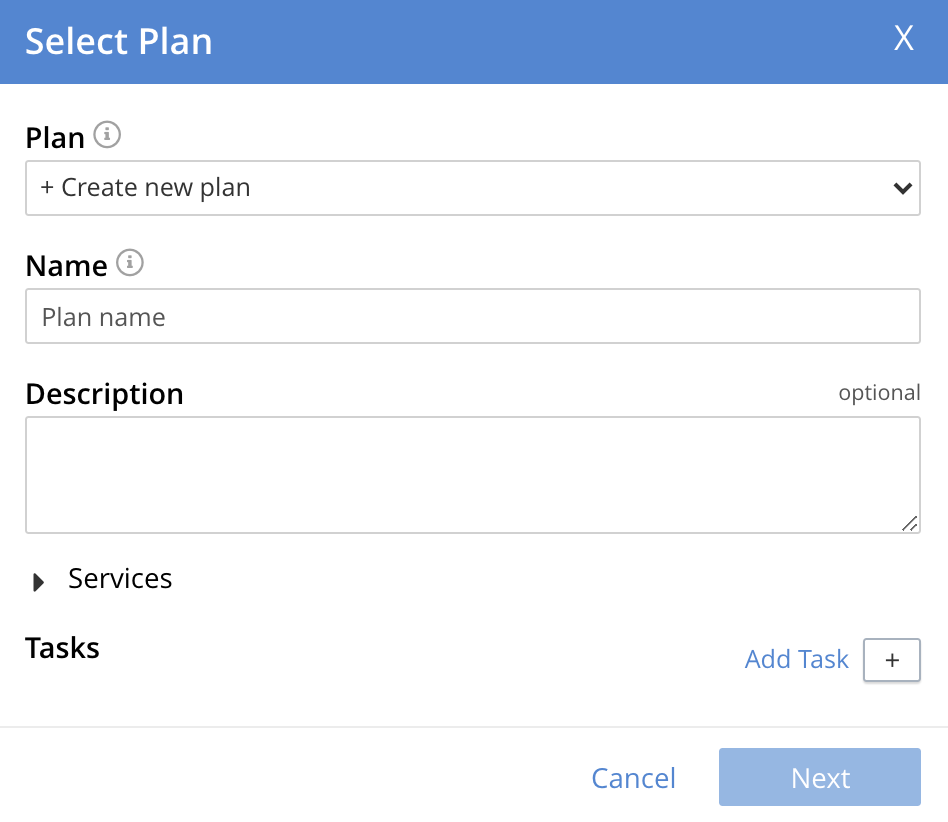 Select Plan X
Plan
+ Create new plan
Name
Plan name
Description optional
Services
Tasks
Add Task +
Cancel Next